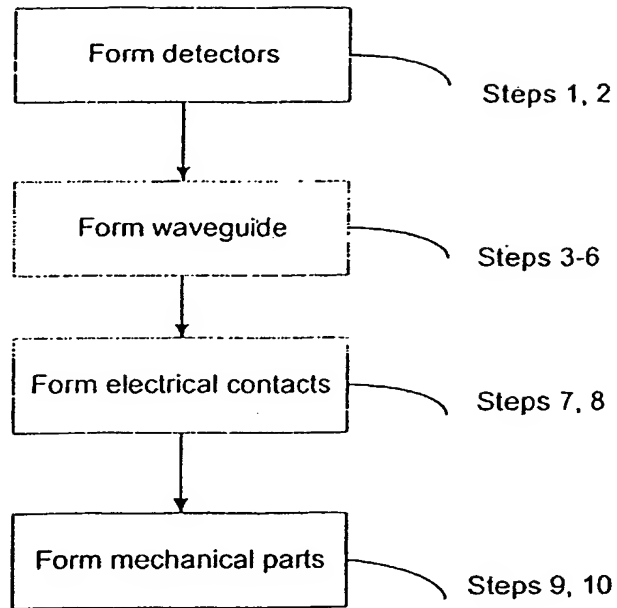 Form detectors
Steps 1, 2
Form waveguide
Steps 3-6
Form electrical contacts
Steps 7, 8
Form mechanical parts
Steps 9, 10